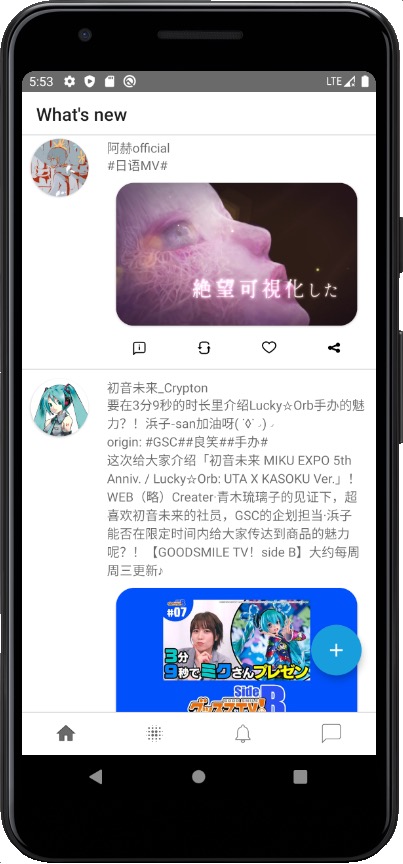 5:53
LTE
What's new
阿赫official
#日语MV#
絶望可視化した
初音未来_Crypton
要在3分9秒的时长里介绍Lucky☆Orb手办的魅
力？！浜子-san加油呀(
origin: #GSC##良笑##手办#
这次给大家介绍「初音未来 MIKU EXPO 5th
Anniv. / Lucky☆Orb: UTA X KASOKU Ver.」！
WEB（略）Creater·青木琉璃子的见证下，超
喜欢初音未来的社员，GSC的企划担当·浜子
能否在限定时间内给大家传达到商品的魅力
呢？！【GOODSMILE TV！side B】大约每周
周三更新♪
#07
3分
9秒でミクさんプレゼン
Side
B